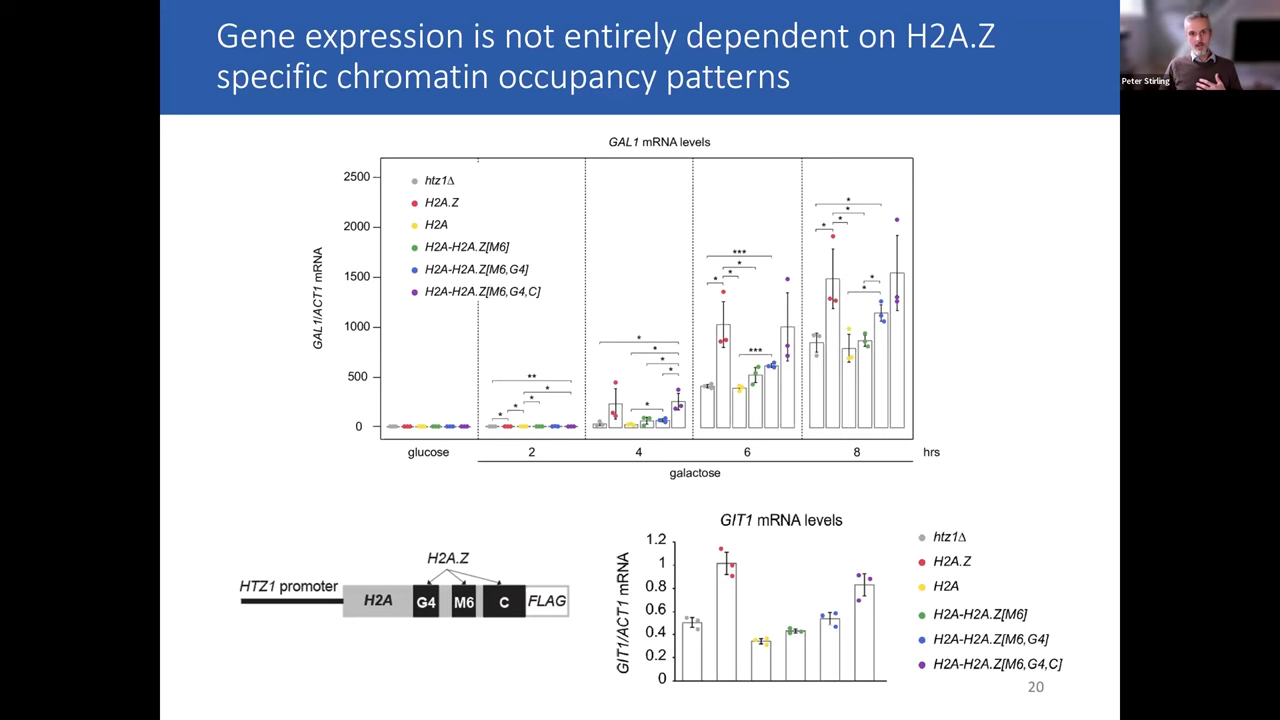 Gene expression is not entirely dependent on H2A.Z
specific chromatin occupancy patterns
Peter Stirling
GAL1 mRNA levels
GAL1/ACT1 mRNA
2500
2000
1500
1000
500
0
htz1Δ
H2A.Z
H2A
H2A-H2A.Z[M6]
H2A-H2A.Z[M6,G4]
H2A-H2A.Z[M6,G4,C]
* * * * * **
* * * * *
* * * *** ***
* * * * * *
glucose 2 4 6 8 hrs
galactose
H2A.Z
HTZ1 promoter
H2A G4 M6 C FLAG
GIT1 mRNA levels
GIT1/ACT1 mRNA
1.2
1
0.8
0.6
0.4
0.2
0
htz1Δ
H2A.Z
H2A
H2A-H2A.Z[M6]
H2A-H2A.Z[M6,G4]
H2A-H2A.Z[M6,G4,C]
20